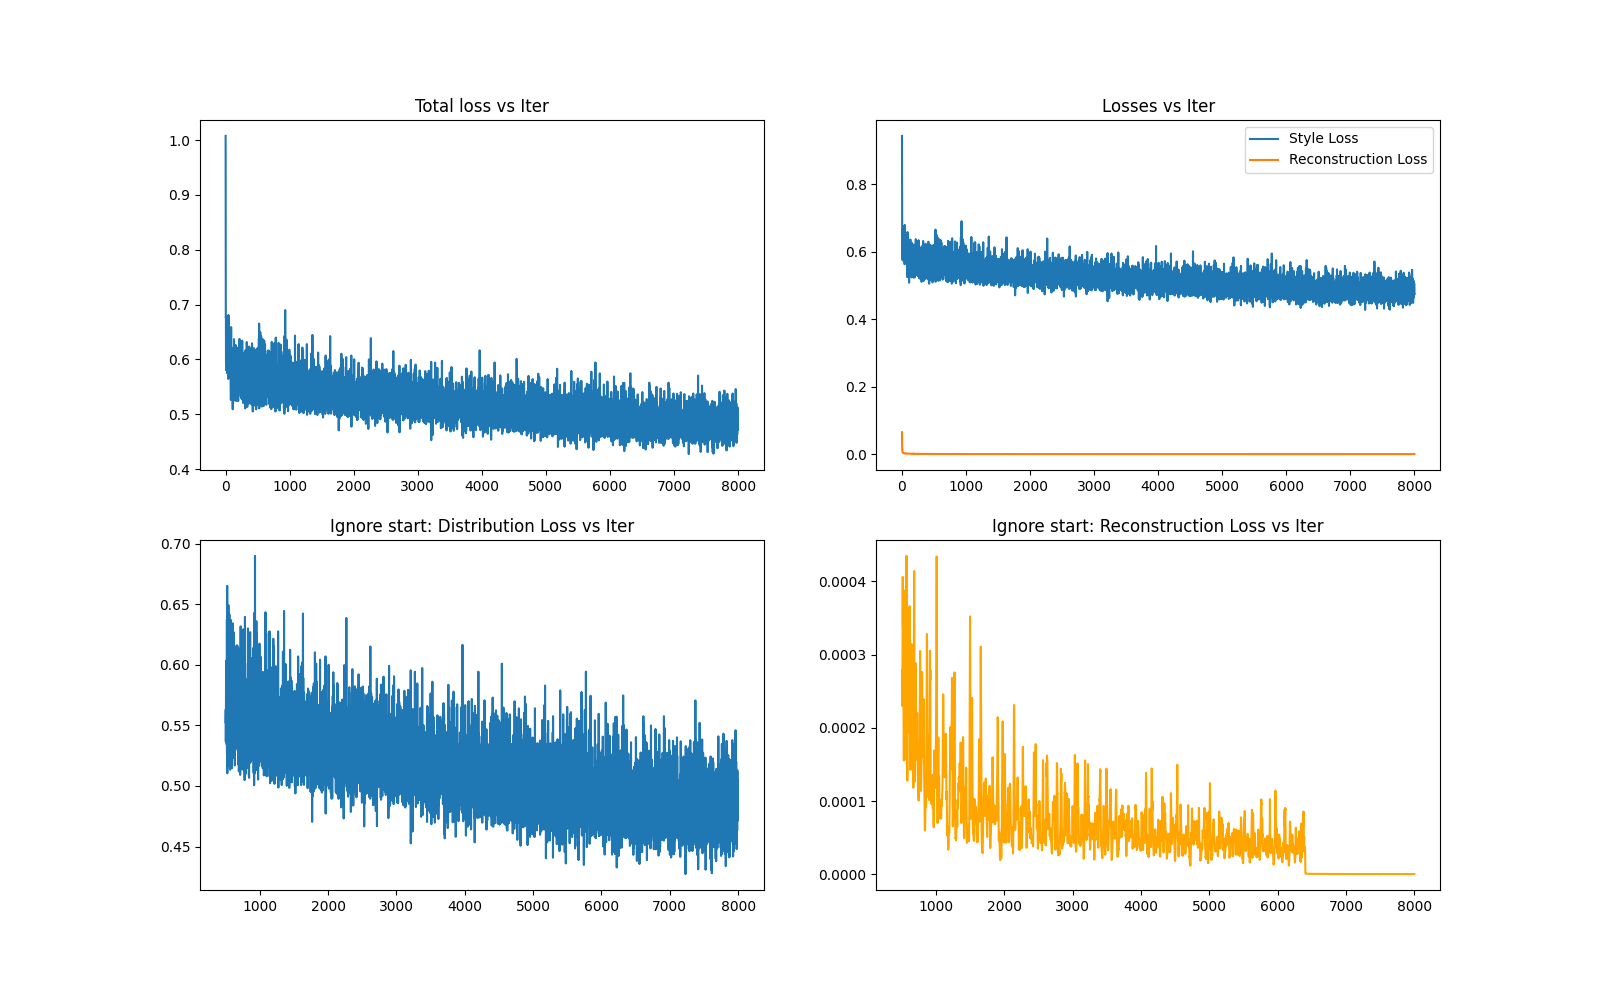 Total loss vs Iter
1.0
0.9
0.8
0.7
0.6
0.5
0.4
0 1000 2000 3000 4000 5000 6000 7000 8000
Losses vs Iter
Style Loss
Reconstruction Loss
0.8
0.6
0.4
0.2
0.0
0 1000 2000 3000 4000 5000 6000 7000 8000
Ignore start: Distribution Loss vs Iter
0.70
0.65
0.60
0.55
0.50
0.45
1000 2000 3000 4000 5000 6000 7000 8000
Ignore start: Reconstruction Loss vs Iter
0.0004
0.0003
0.0002
0.0001
0.0000
1000 2000 3000 4000 5000 6000 7000 8000